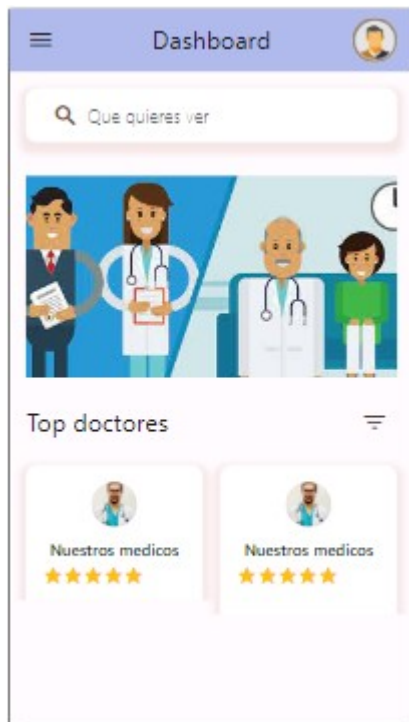 Dashboard
Que quieres ver
Top doctores
Nuestros medicos
Nuestros medicos